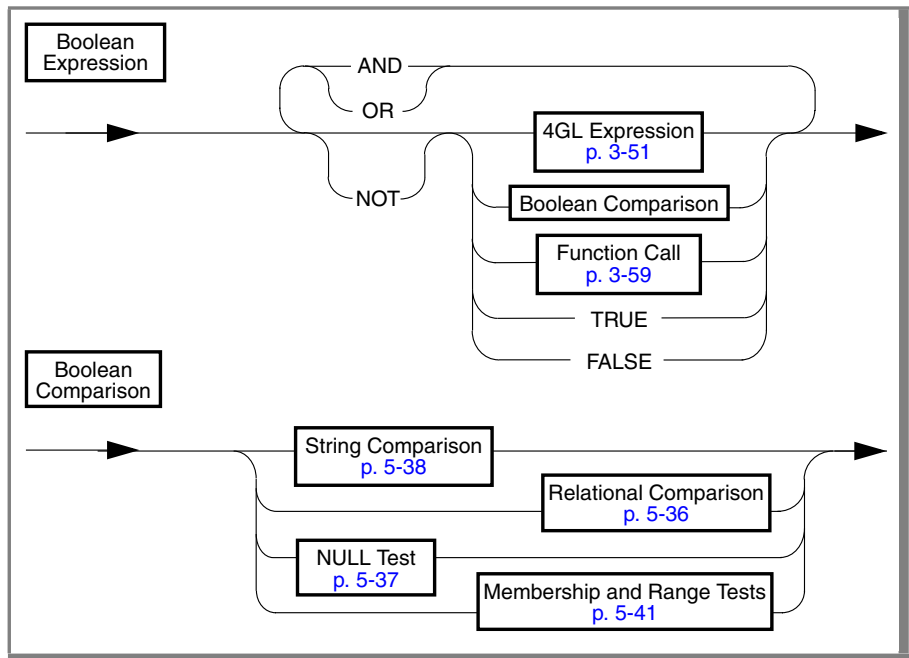 Boolean
Expression
AND
OR
NOT
4GL Expression
p. 3-51
Boolean Comparison
Function Call
p. 3-59
TRUE
FALSE
Boolean
Comparison
String Comparison
p. 5-38
Relational Comparison
p. 5-36
NULL Test
p. 5-37
Membership and Range Tests
p. 5-41